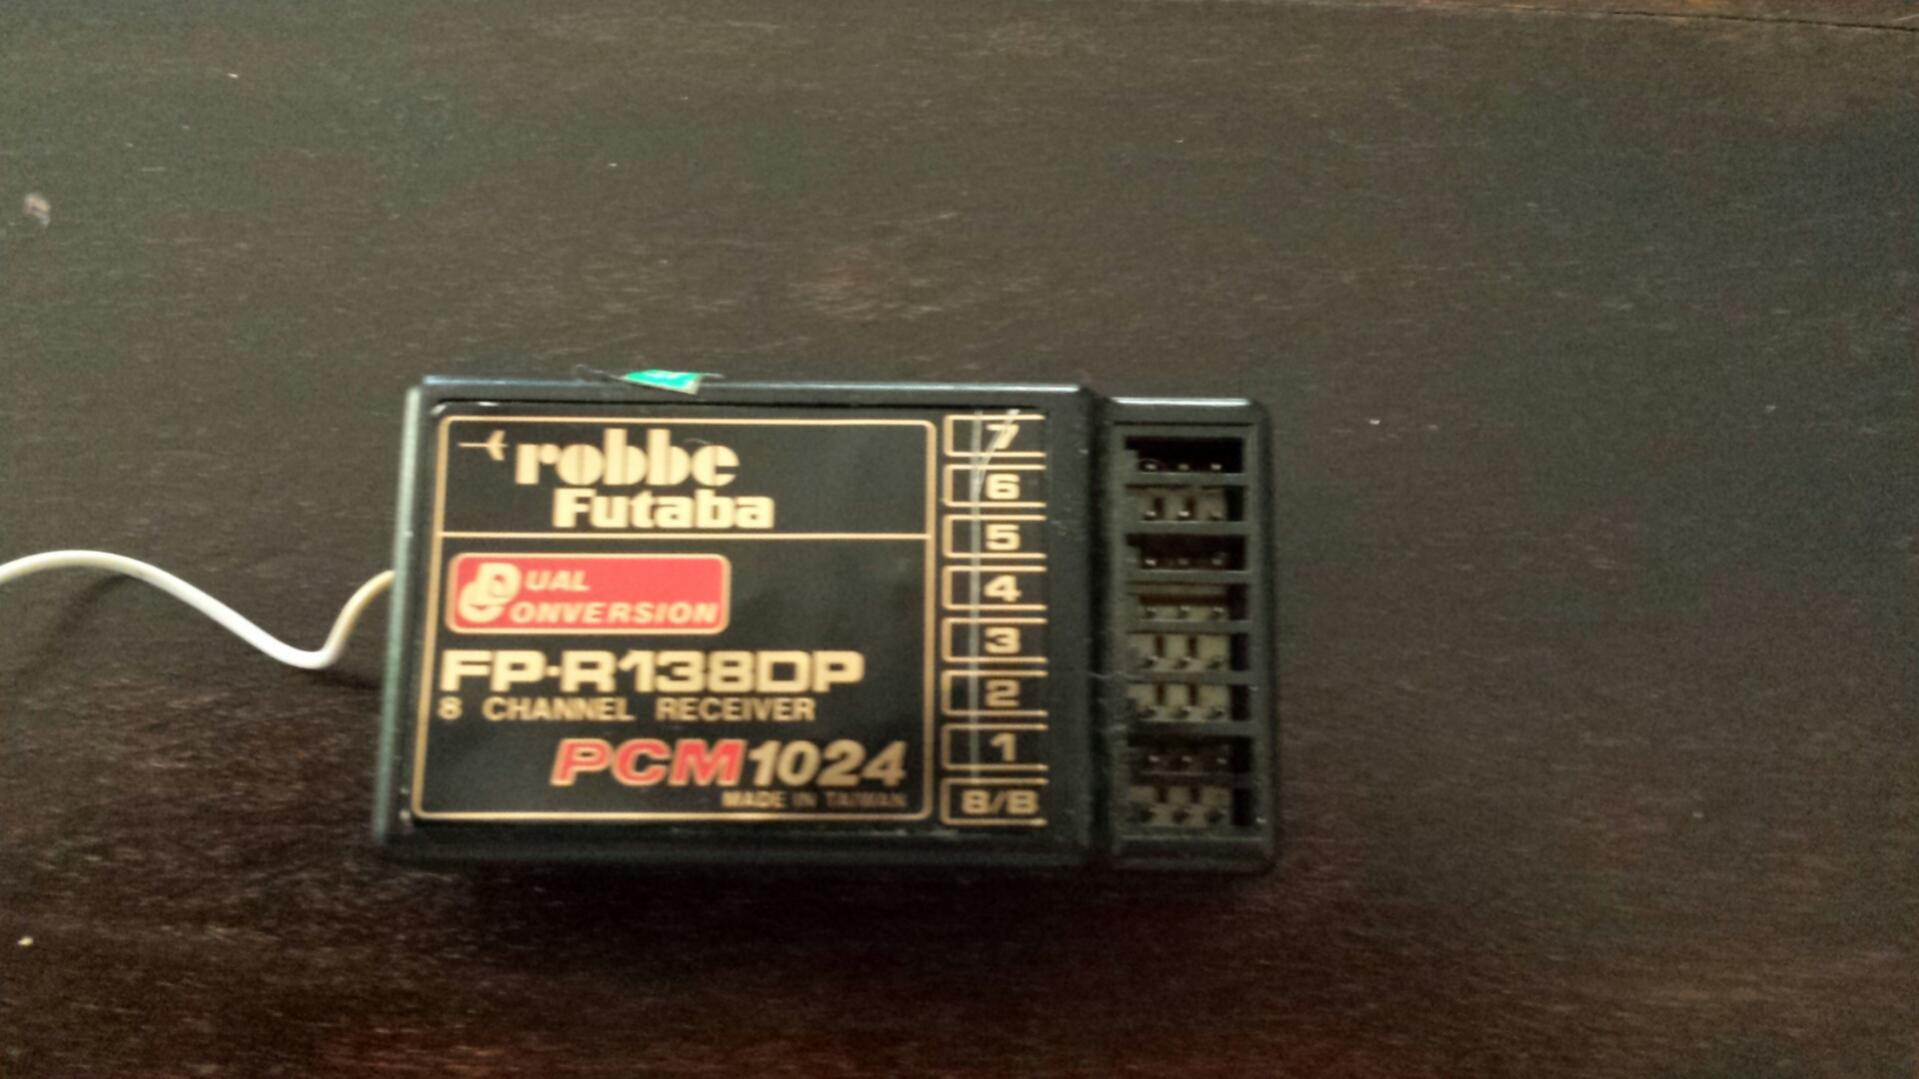 robbe
Futaba
DUAL
CONVERSION
FP-R138DP
8 CHANNEL RECEIVER
PCM1024
MADE IN TAIWAN
7
6
5
4
3
2
1
8/B